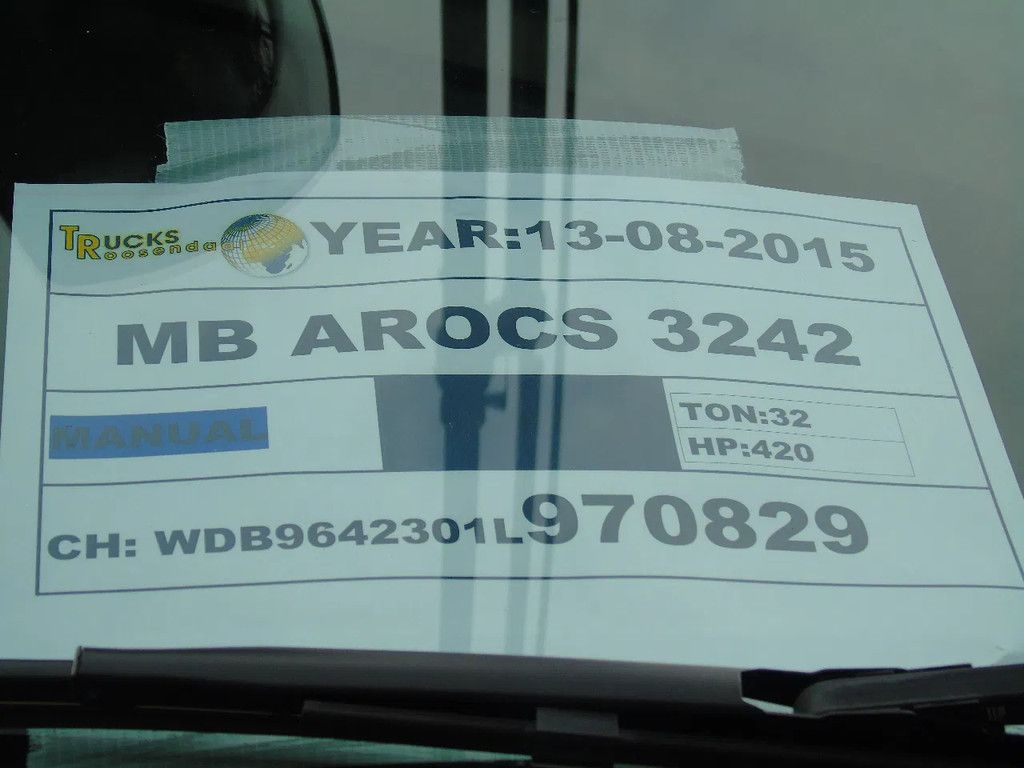 TRUCKS
Roosendaal
YEAR:13-08-2015
MB AROCS 3242
MANUAL
TON:32
HP:420
CH: WDB9642301L970829